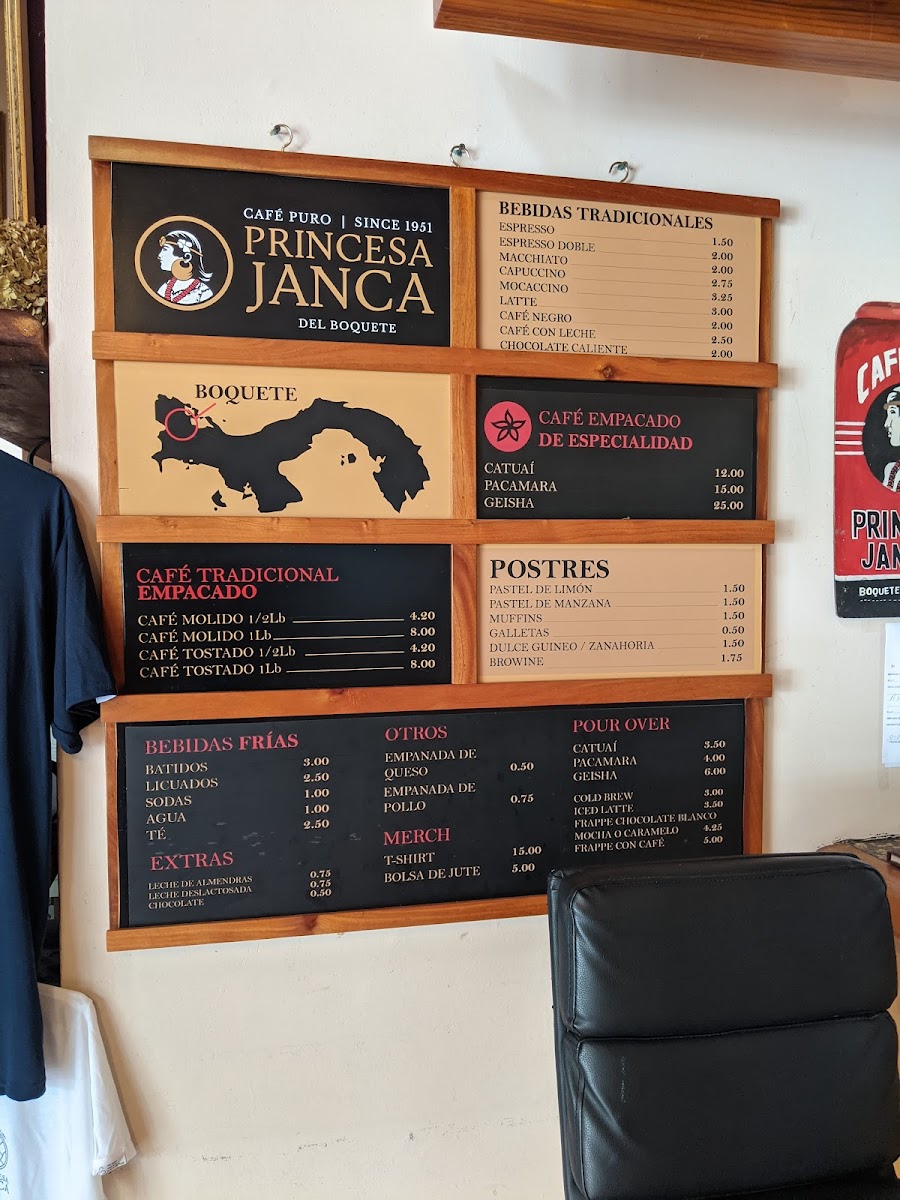 CAFÉ PURO | SINCE 1951
PRINCESA
JANCA
DEL BOQUETE
BEBIDAS TRADICIONALES
ESPRESSO 1.50
ESPRESSO DOBLE 2.00
MACCHIATO 2.00
CAPUCCINO 2.75
MOCACCINO 3.25
LATTE 3.00
CAFÉ NEGRO 2.00
CAFÉ CON LECHE 2.50
CHOCOLATE CALIENTE 2.00
BOQUETE
CAFÉ EMPACADO
DE ESPECIALIDAD
CATUAÍ 12.00
PACAMARA 15.00
GEISHA 25.00
CAFÉ TRADICIONAL
EMPACADO
CAFÉ MOLIDO 1/2Lb 4.20
CAFÉ MOLIDO 1Lb 8.00
CAFÉ TOSTADO 1/2Lb 4.20
CAFÉ TOSTADO 1Lb 8.00
POSTRES
PASTEL DE LIMÓN 1.50
PASTEL DE MANZANA 1.50
MUFFINS 1.50
GALLETAS 0.50
DULCE GUINEO / ZANAHORIA 1.50
BROWINE 1.75
BEBIDAS FRÍAS
BATIDOS 3.00
LICUADOS 2.50
SODAS 1.00
AGUA 1.00
TÉ 2.50
EXTRAS
LECHE DE ALMENDRAS 0.75
LECHE DESLACTOSADA 0.75
CHOCOLATE 0.50
OTROS
EMPANADA DE
QUESO 0.50
EMPANADA DE
POLLO 0.75
MERCH
T-SHIRT 15.00
BOLSA DE JUTE 5.00
POUR OVER
CATUAÍ 3.50
PACAMARA 4.00
GEISHA 6.00
COLD BREW 3.00
ICED LATTE 3.50
FRAPPE CHOCOLATE BLANCO
MOCHA O CARAMELO 4.25
FRAPPE CON CAFÉ 5.00
CAF
PRIN
JAN
BOQUETE